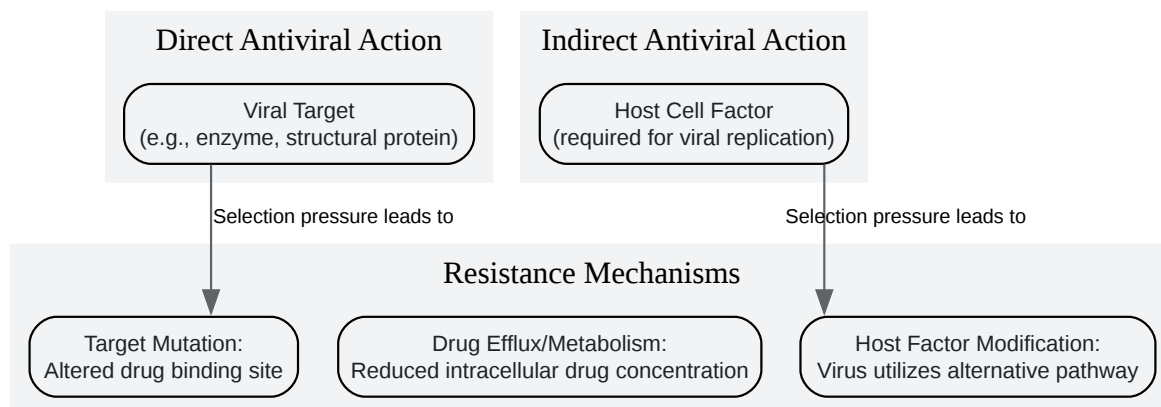 Direct Antiviral Action
Indirect Antiviral Action
Viral Target
(e.g., enzyme, structural protein)
Host Cell Factor
(required for viral replication)
Selection pressure leads to
Selection pressure leads to
Resistance Mechanisms
Target Mutation:
Altered drug binding site
Drug Efflux/Metabolism:
Reduced intracellular drug concentration
Host Factor Modification:
Virus utilizes alternative pathway